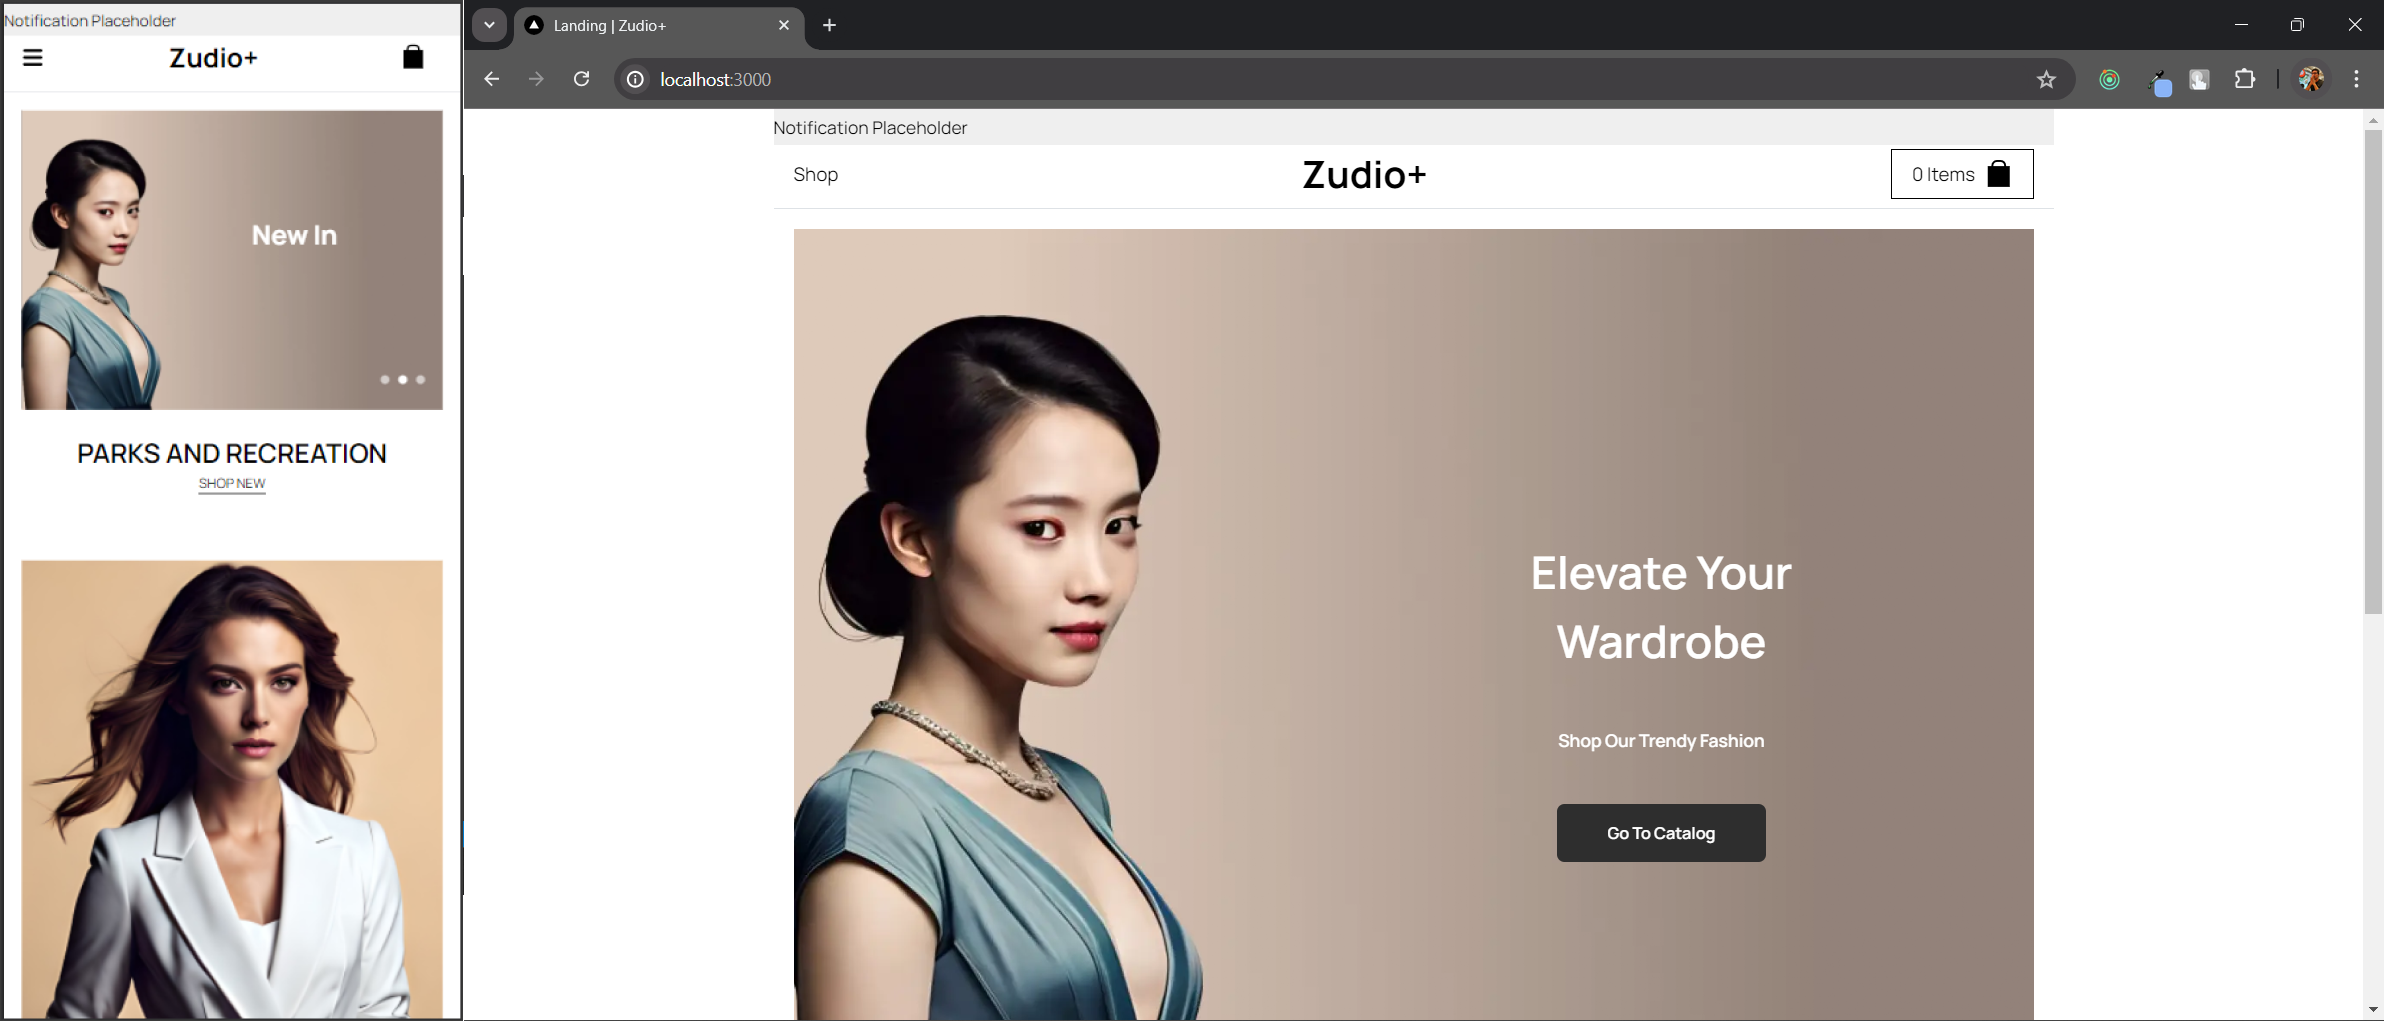 Notification Placeholder
Zudio+
New In
PARKS AND RECREATION
SHOP NEW
Landing | Zudio+
localhost:3000
Notification Placeholder
Shop
Zudio+
0 Items
Elevate Your
Wardrobe
Shop Our Trendy Fashion
Go To Catalog